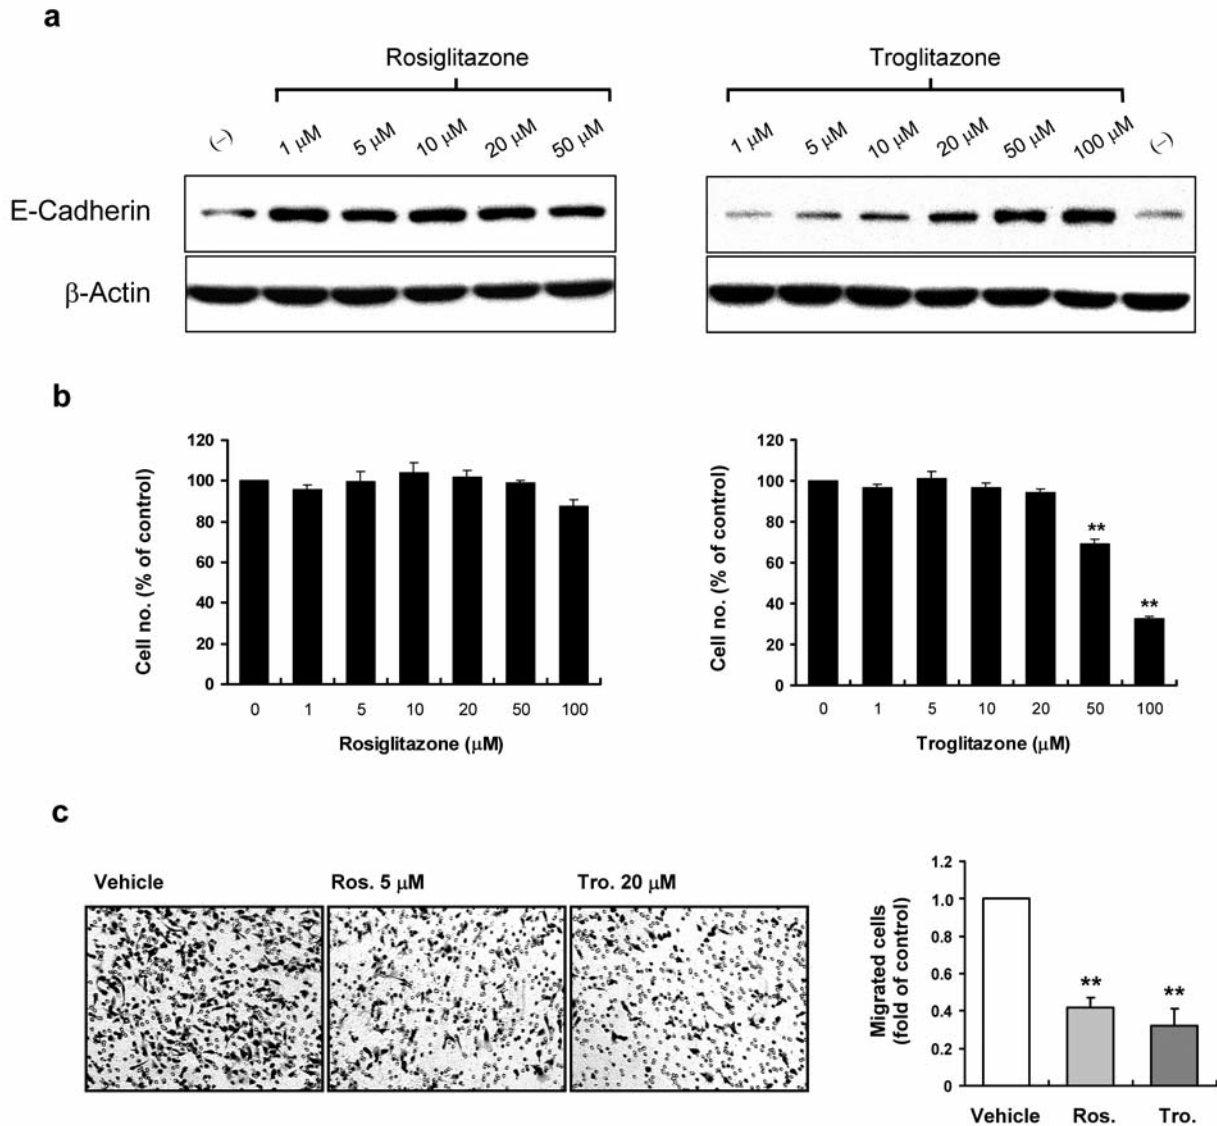 a
Rosiglitazone
Troglitazone
(−) 1 μM 5 μM 10 μM 20 μM 50 μM
1 μM 5 μM 10 μM 20 μM 50 μM 100 μM (−)
E-Cadherin
β-Actin
b
Cell no. (% of control)
120
100
80
60
40
20
0
0 1 5 10 20 50 100
Rosiglitazone (μM)
Cell no. (% of control)
120
100
80
60
40
20
0
**
**
0 1 5 10 20 50 100
Troglitazone (μM)
c
Vehicle
Ros. 5 μM
Tro. 20 μM
Migrated cells
(fold of control)
1.2
1.0
0.8
0.6
0.4
0.2
0
**
**
Vehicle Ros. Tro.